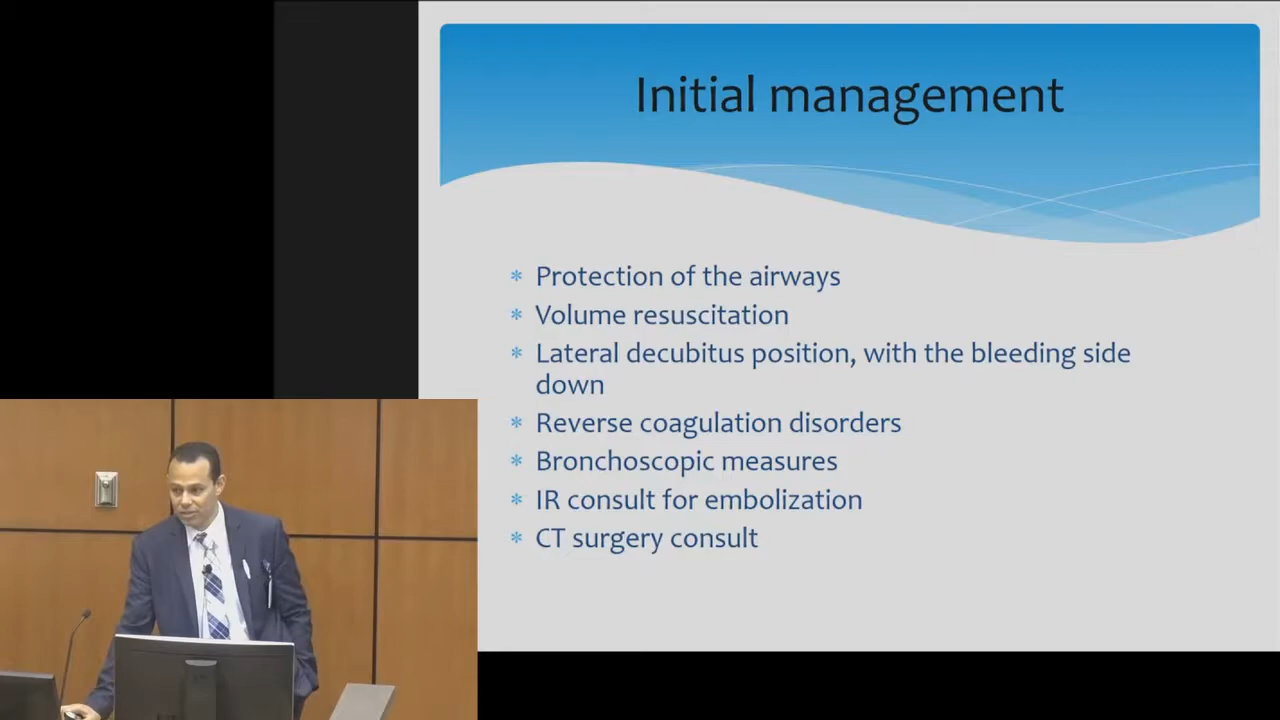 Initial management
* Protection of the airways
* Volume resuscitation
* Lateral decubitus position, with the bleeding side
down
* Reverse coagulation disorders
* Bronchoscopic measures
* IR consult for embolization
* CT surgery consult